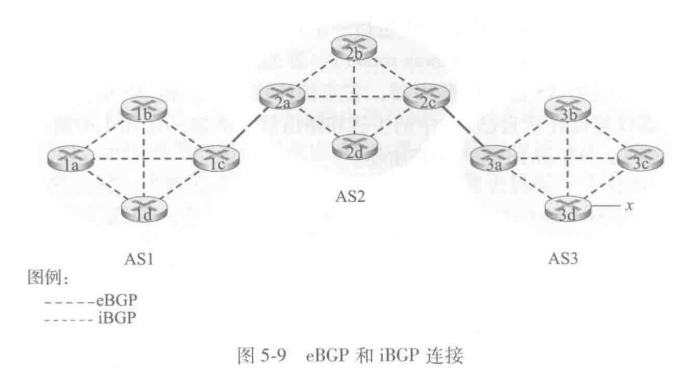 2b
2a
2c
1b
3b
2d
1a
1c
3a
3c
AS2
1d
3d
x
AS1
AS3
图例：
-----eBGP
------ iBGP
图 5-9 eBGP 和 iBGP 连接